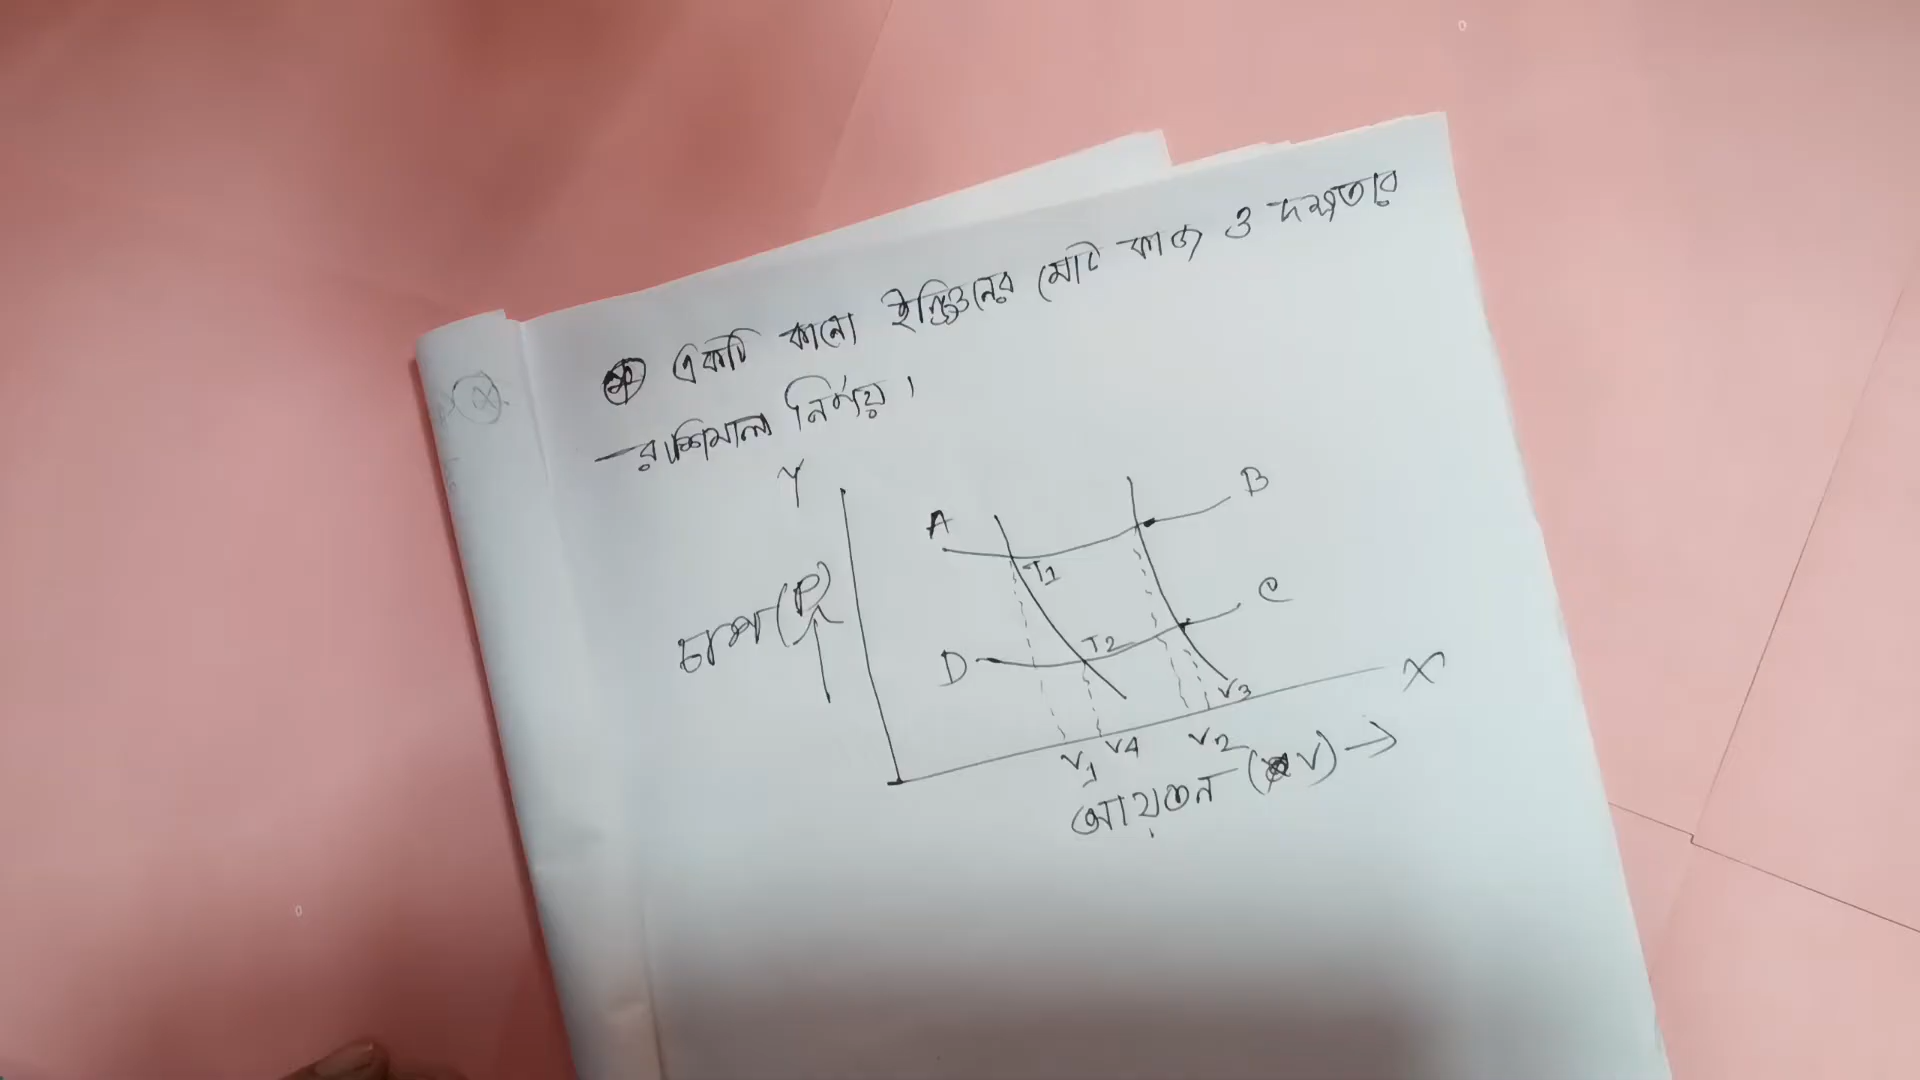 একটি কার্নো ইঞ্জিনের মোট কাজ ও দক্ষতার
রাশিমালা নির্ণয়।
Y
A
B
T1
চাপ (P)
C
D
T2
X
V3
V1 V4 V2
আয়তন (V) →